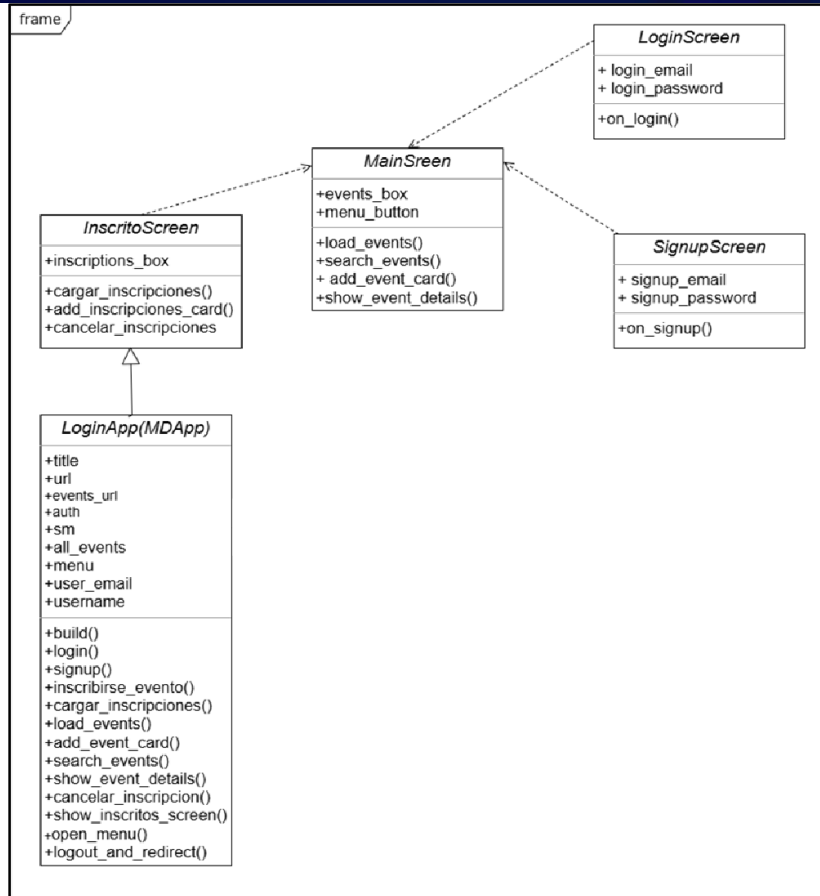 frame
LoginScreen
+ login_email
+ login_password
+on_login()
MainSreen
+events_box
+menu_button
+load_events()
+search_events()
+ add_event_card()
+show_event_details()
InscritoScreen
+inscriptions_box
+cargar_inscripciones()
+add_inscripciones_card()
+cancelar_inscripciones
SignupScreen
+ signup_email
+ signup_password
+on_signup()
LoginApp(MDApp)
+title
+url
+events_url
+auth
+sm
+all_events
+menu
+user_email
+username
+build()
+login()
+signup()
+inscribirse_evento()
+cargar_inscripciones()
+load_events()
+add_event_card()
+search_events()
+show_event_details()
+cancelar_inscripcion()
+show_inscritos_screen()
+open_menu()
+logout_and_redirect()